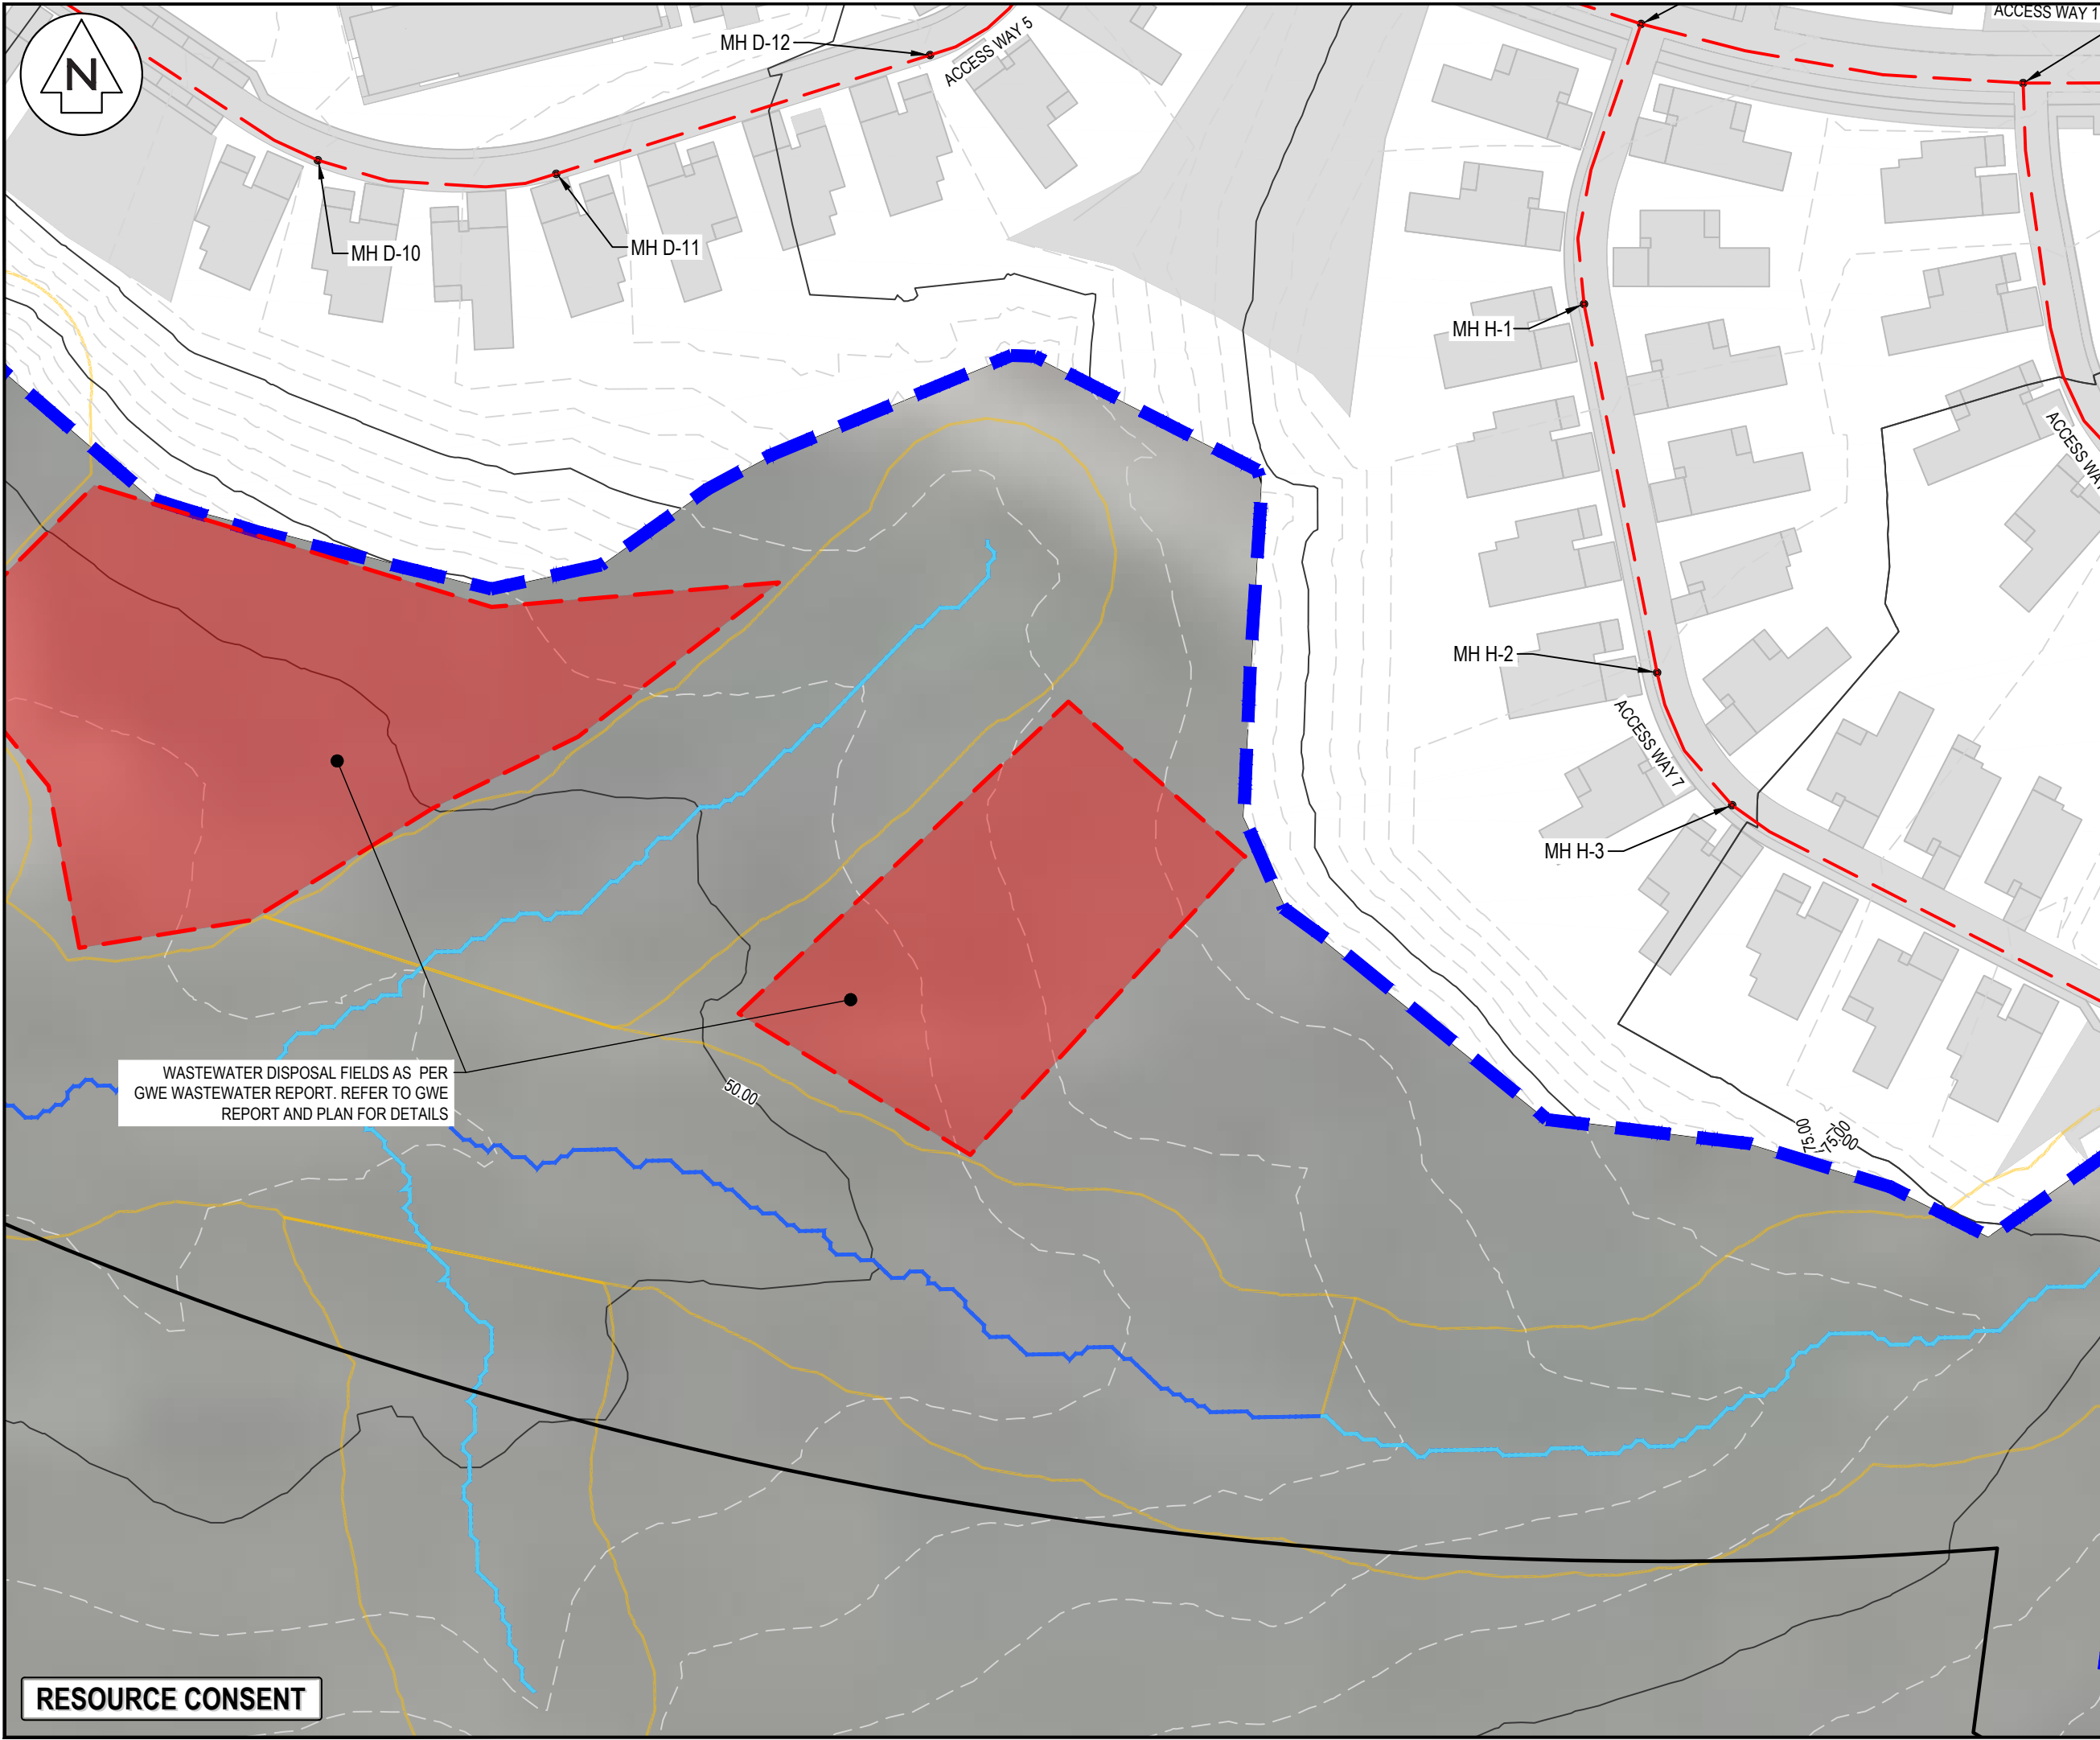 ACCESS WAY 1
N
MH D-12
ACCESS WAY 5
MH D-10
MH D-11
MH H-1
ACCESS WAY
MH H-2
ACCESS WAY 7
MH H-3
WASTEWATER DISPOSAL FIELDS AS PER
GWE WASTEWATER REPORT. REFER TO GWE
REPORT AND PLAN FOR DETAILS
50.00
75.00
75.00
RESOURCE CONSENT